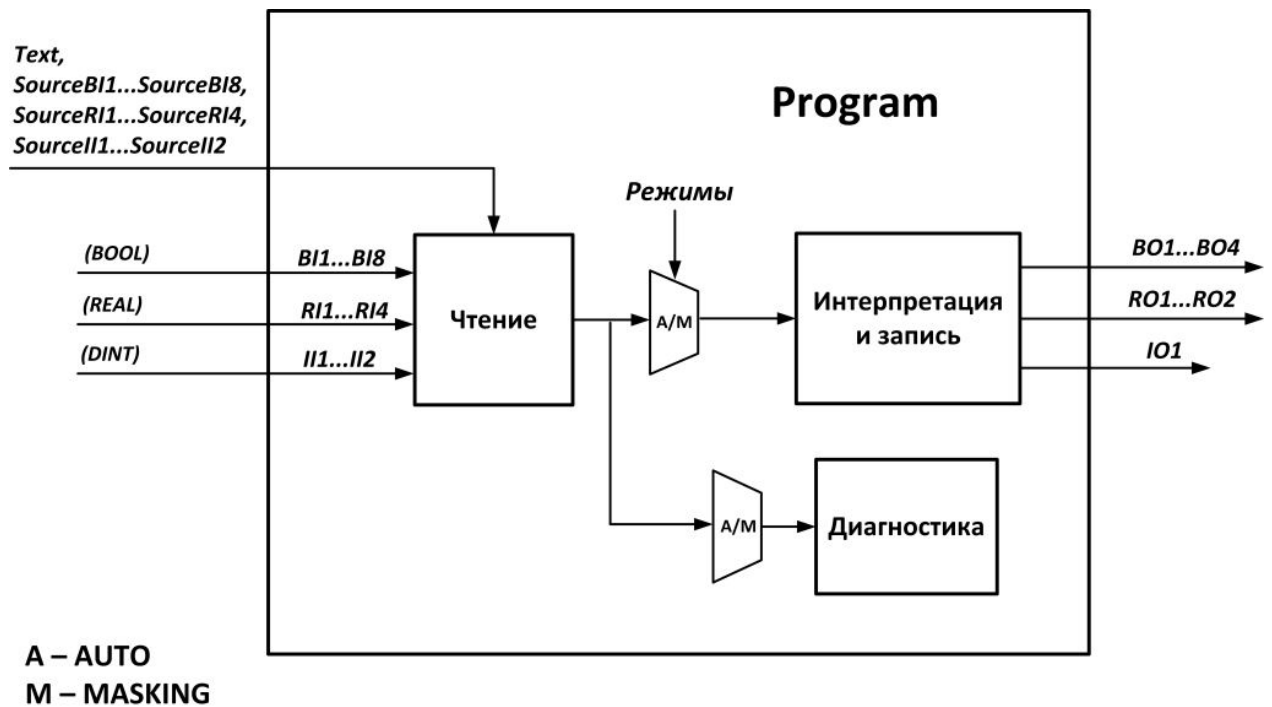 Text,
SourceBI1...SourceBI8,
SourceRI1...SourceRI4,
SourceII1...SourceII2
Program
Режимы
(BOOL)
BI1...BI8
(REAL)
RI1...RI4
(DINT)
II1...II2
Чтение
A/M
Интерпретация
и запись
BO1...BO4
RO1...RO2
IO1
A/M
Диагностика
A – AUTO
M – MASKING